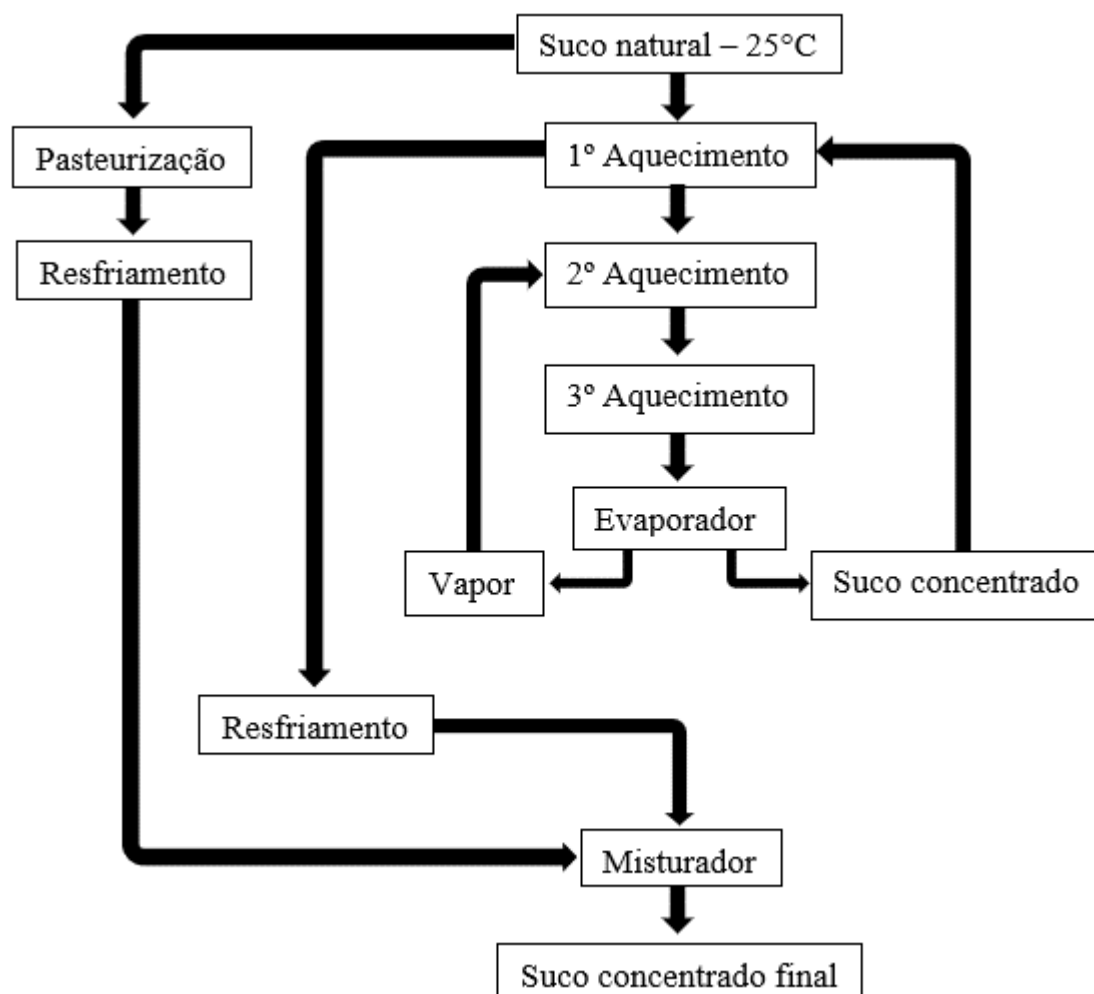 Suco natural – 25°C
Pasteurização
1º Aquecimento
Resfriamento
2º Aquecimento
3º Aquecimento
Evaporador
Vapor
Suco concentrado
Resfriamento
Misturador
Suco concentrado final